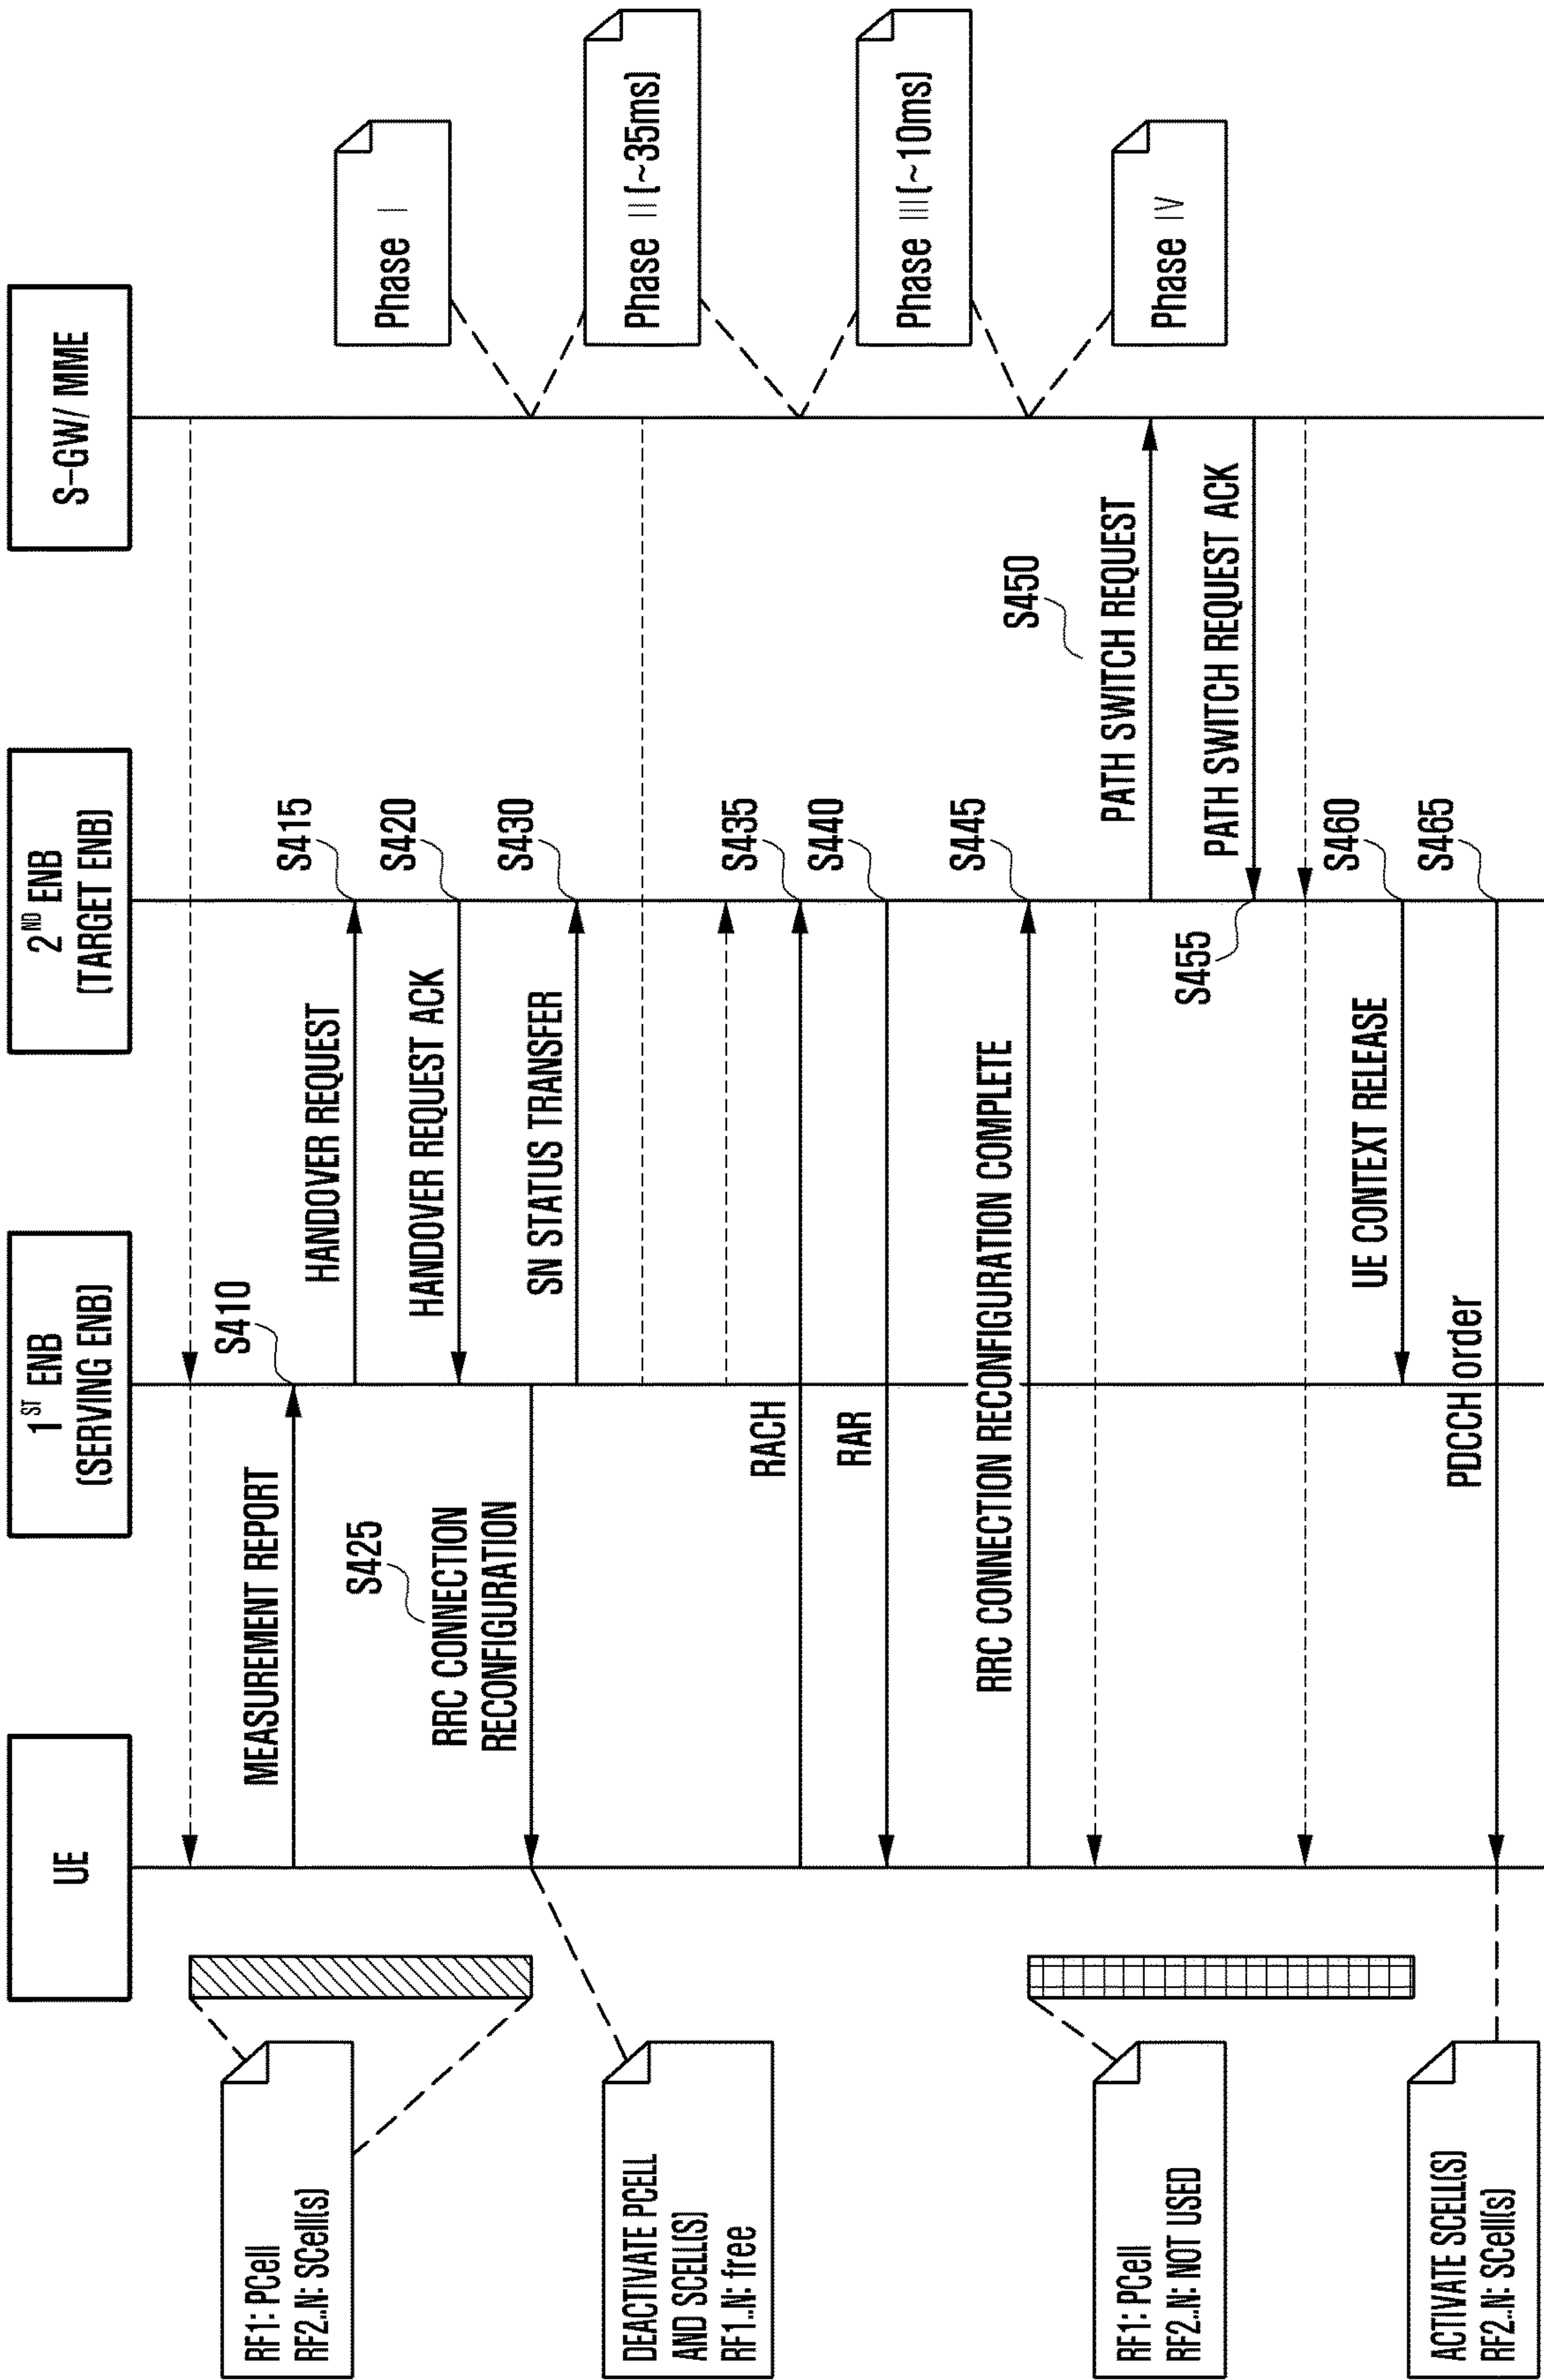 UE
1ST ENB
(SERVING ENB)
2ND ENB
(TARGET ENB)
S-GW/ MME
RF1: PCell
RF2..N: SCell(s)
MEASUREMENT REPORT
S410
HANDOVER REQUEST
S415
HANDOVER REQUEST ACK
S420
Phase I
S425
RRC CONNECTION
RECONFIGURATION
SN STATUS TRANSFER
S430
DEACTIVATE PCELL
AND SCELL(S)
RF1..N: free
Phase II(~35ms)
RACH
S435
RAR
S440
Phase III(~10ms)
RRC CONNECTION RECONFIGURATION COMPLETE
S445
RF1: PCell
RF2..N: NOT USED
S450
PATH SWITCH REQUEST
Phase IV
PATH SWITCH REQUEST ACK
S455
UE CONTEXT RELEASE
S460
PDCCH order
S465
ACTIVATE SCELL(S)
RF2..N: SCell(s)